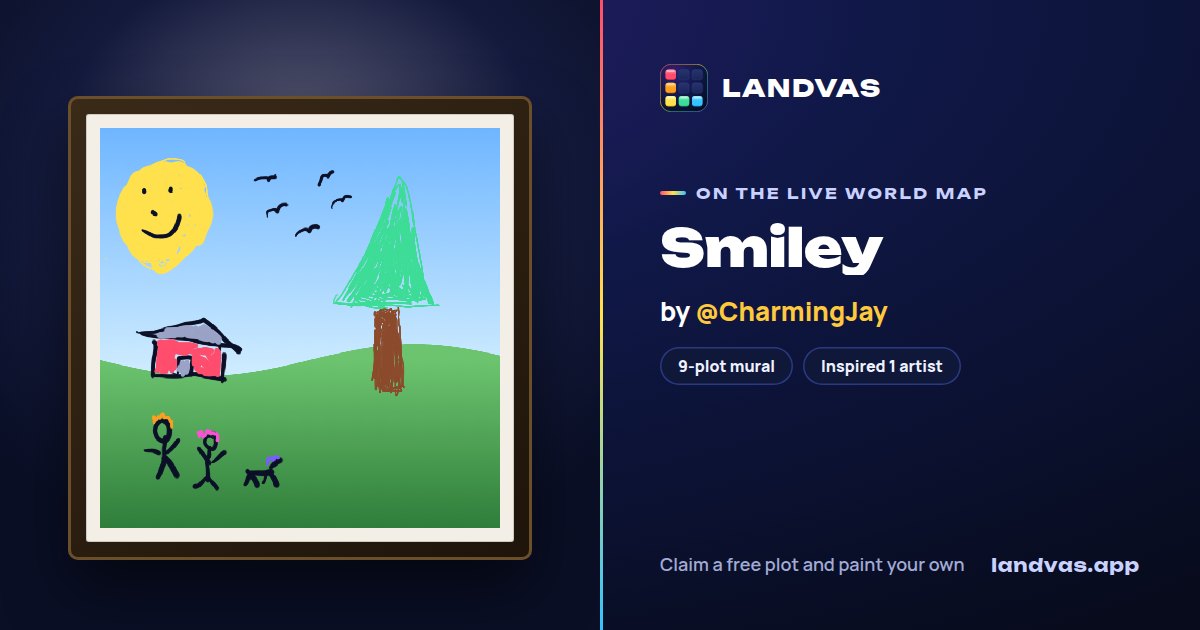 LANDVAS
ON THE LIVE WORLD MAP
Smiley
by @CharmingJay
9-plot mural
Inspired 1 artist
Claim a free plot and paint your own
landvas.app